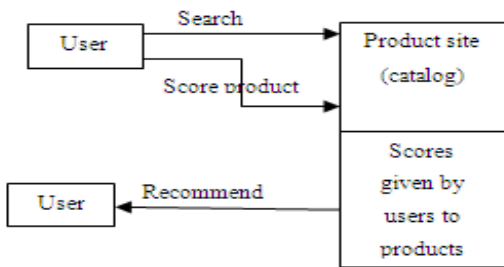 Search
User
Product site
(catalog)
Score product
Scores
given by
users to
products
Recommend
User